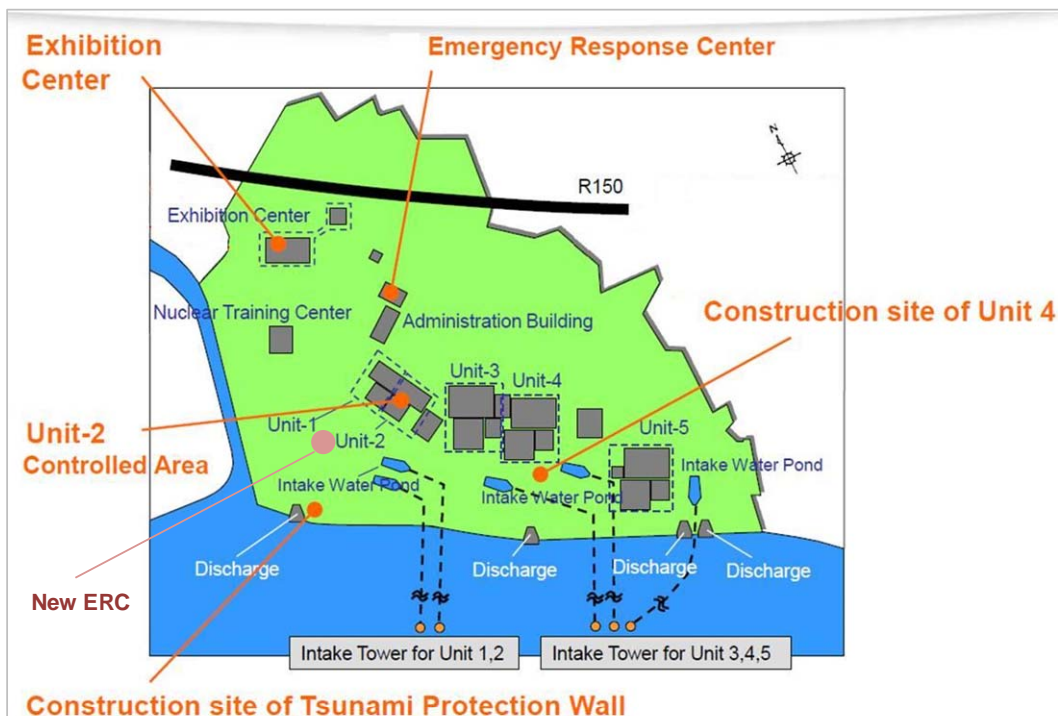 Exhibition
Center
Emergency Response Center
N
R150
Exhibition Center
Nuclear Training Center
Administration Building
Construction site of Unit 4
Unit-3
Unit-4
Unit-1
Unit-2
Unit-5
Unit-2
Controlled Area
Intake Water Pond
Intake Water Pond
Intake Water Pond
Discharge
Discharge
Discharge
Discharge
New ERC
Intake Tower for Unit 1,2
Intake Tower for Unit 3,4,5
Construction site of Tsunami Protection Wall